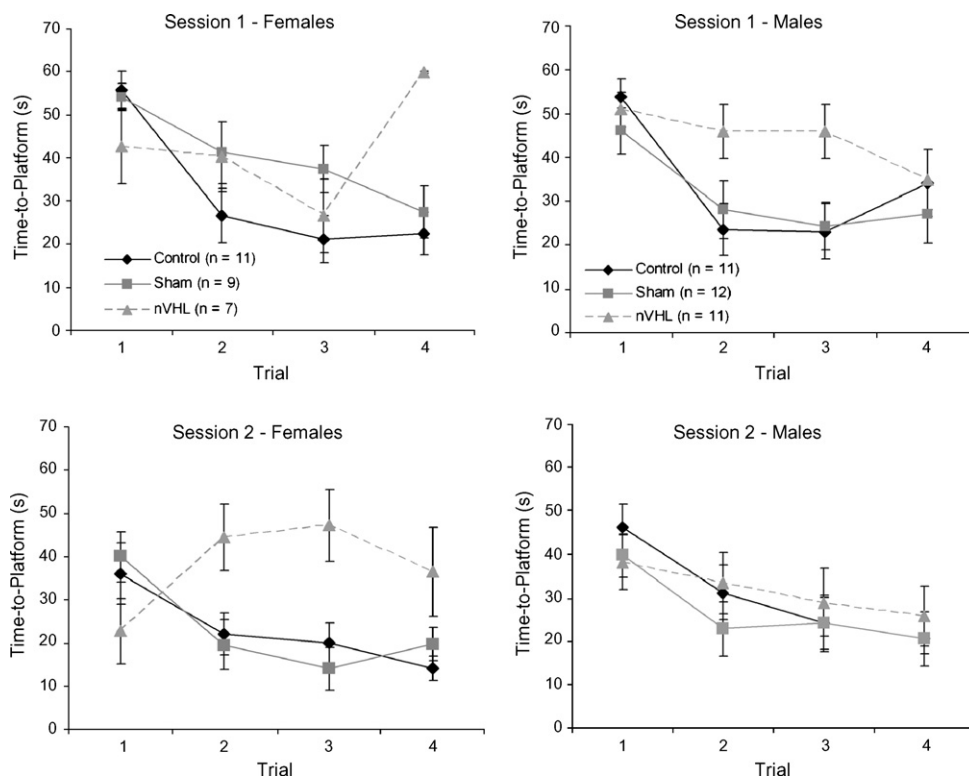 Session 1 - Females
Time-to-Platform (s)
70
60
50
40
30
20
10
0
Control (n = 11)
Sham (n = 9)
nVHL (n = 7)
1 2 3 4
Trial
Session 1 - Males
Time-to-Platform (s)
70
60
50
40
30
20
10
0
Control (n = 11)
Sham (n = 12)
nVHL (n = 11)
1 2 3 4
Trial
Session 2 - Females
Time-to-Platform (s)
70
60
50
40
30
20
10
0
1 2 3 4
Trial
Session 2 - Males
Time-to-Platform (s)
70
60
50
40
30
20
10
0
1 2 3 4
Trial